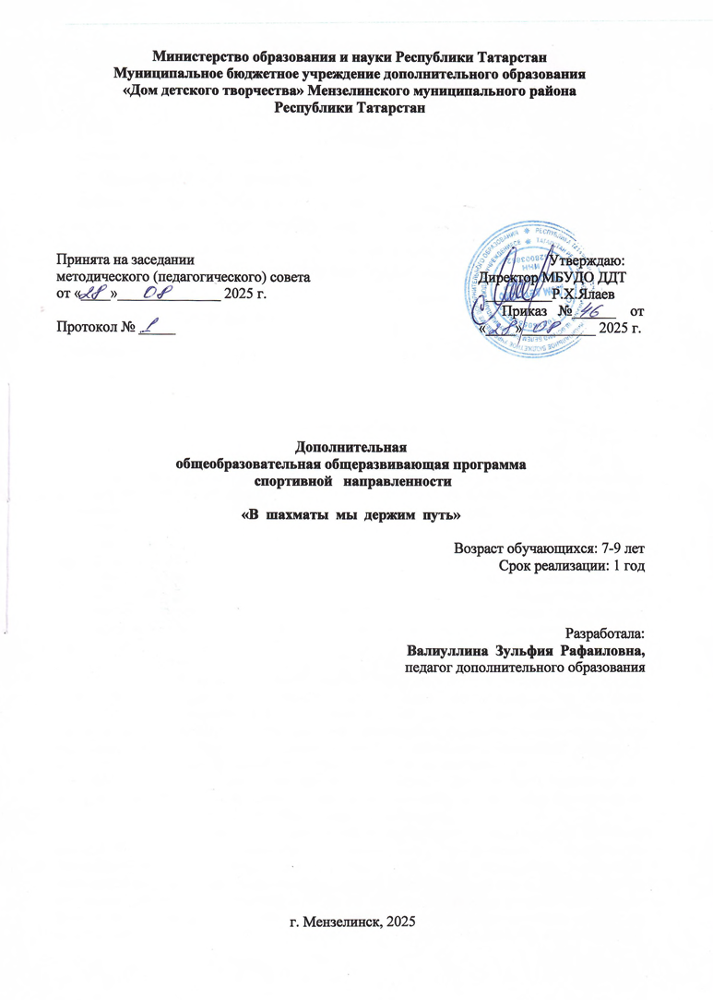 Министерство образования и науки Республики Татарстан
Муниципальное бюджетное учреждение дополнительного образования
«Дом детского творчества» Мензелинского муниципального района
Республики Татарстан
Принята на заседании
методического (педагогического) совета
от «28» 08 2025 г.
Протокол № 1
Утверждаю:
Директор МБУДО ДДТ
Р.Х.Ялаев
Приказ № 46 от
«28» 08 2025 г.
Дополнительная
общеобразовательная общеразвивающая программа
спортивной направленности
«В шахматы мы держим путь»
Возраст обучающихся: 7-9 лет
Срок реализации: 1 год
Разработала:
Валиуллина Зульфия Рафаиловна,
педагог дополнительного образования
г. Мензелинск, 2025